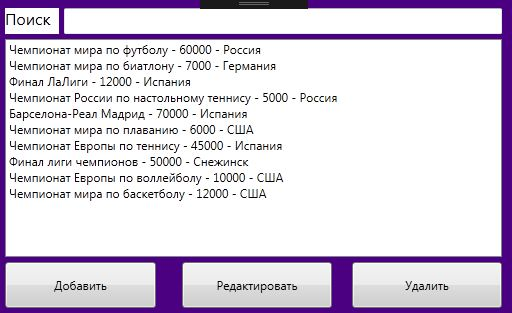 Поиск
Чемпионат мира по футболу - 60000 - Россия
Чемпионат мира по биатлону - 7000 - Германия
Финал ЛаЛиги - 12000 - Испания
Чемпионат России по настольному теннису - 5000 - Россия
Барселона-Реал Мадрид - 70000 - Испания
Чемпионат мира по плаванию - 6000 - США
Чемпионат Европы по теннису - 45000 - Испания
Финал лиги чемпионов - 50000 - Снежинск
Чемпионат Европы по воллейболу - 10000 - США
Чемпионат мира по баскетболу - 12000 - США
Добавить
Редактировать
Удалить